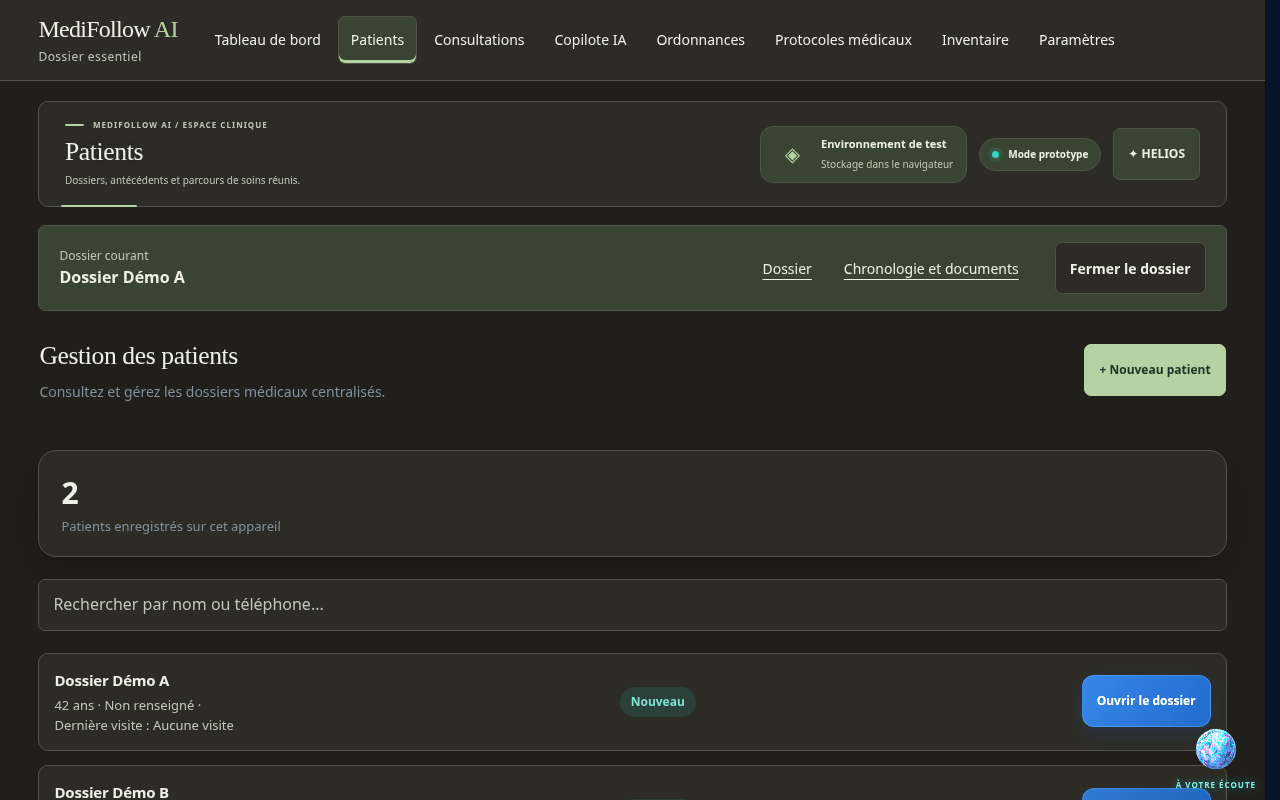 MediFollow AI
Dossier essentiel
Tableau de bord
Patients
Consultations
Copilote IA
Ordonnances
Protocoles médicaux
Inventaire
Paramètres
MEDIFOLLOW AI / ESPACE CLINIQUE
Patients
Dossiers, antécédents et parcours de soins réunis.
Environnement de test
Stockage dans le navigateur
Mode prototype
✦ HELIOS
Dossier courant
Dossier Démo A
Dossier
Chronologie et documents
Fermer le dossier
Gestion des patients
Consultez et gérez les dossiers médicaux centralisés.
+ Nouveau patient
2
Patients enregistrés sur cet appareil
Rechercher par nom ou téléphone...
Dossier Démo A
42 ans · Non renseigné ·
Dernière visite : Aucune visite
Nouveau
Ouvrir le dossier
Dossier Démo B
À VOTRE ÉCOUTE